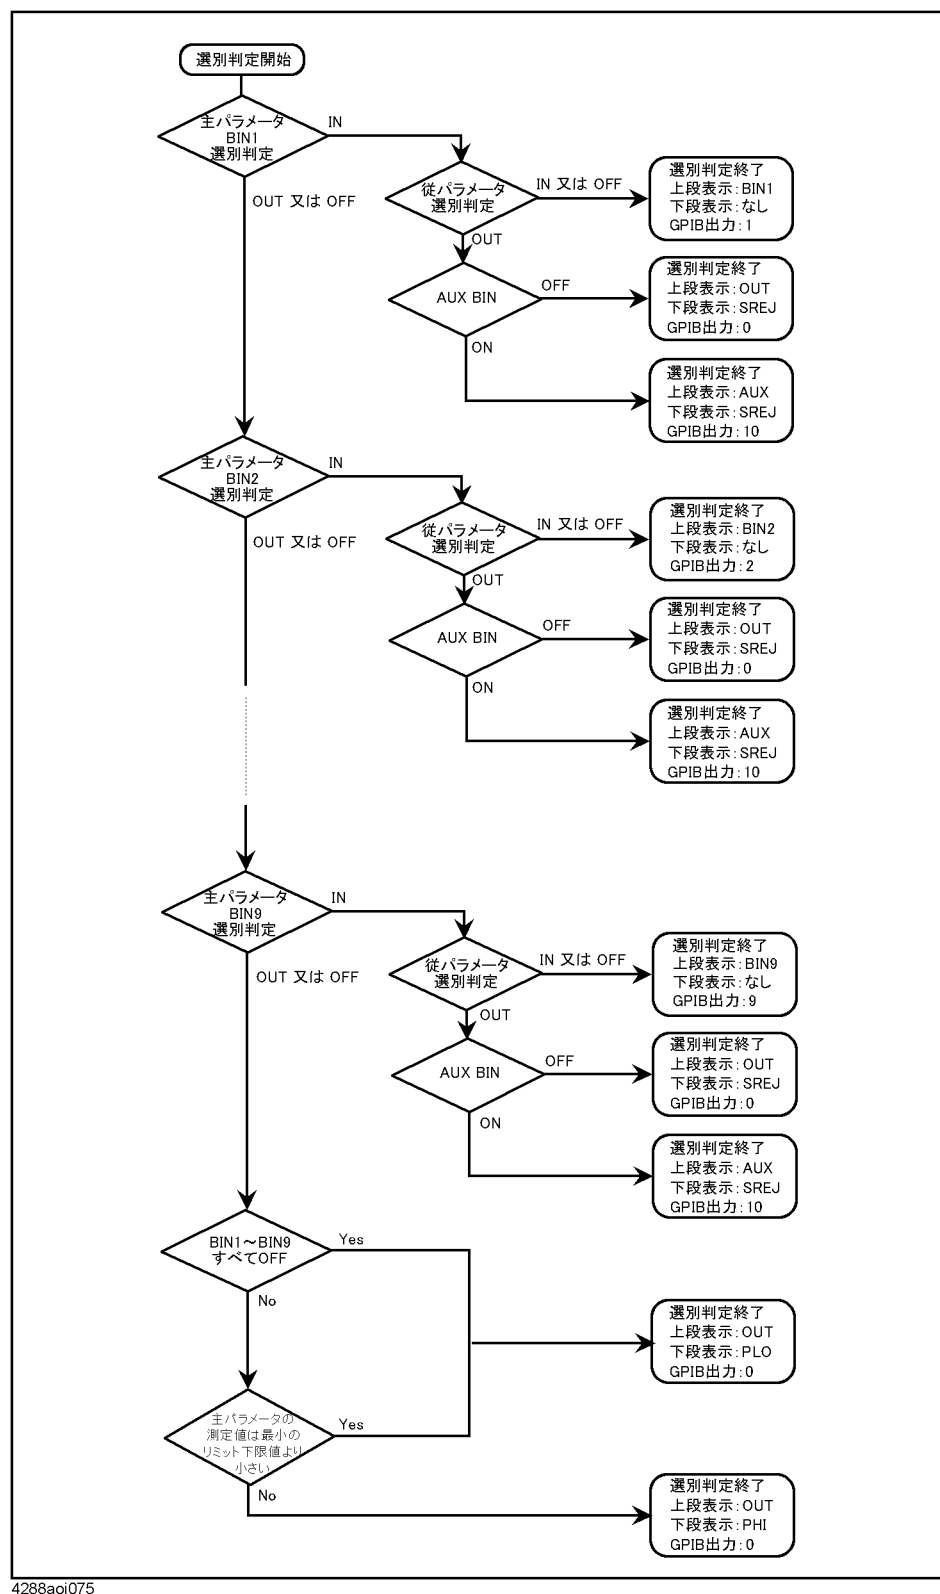 選別判定開始
主パラメータ
BIN1
選別判定
IN
OUT 又は OFF
従パラメータ
選別判定
IN 又は OFF
OUT
選別判定終了
上段表示:BIN1
下段表示:なし
GPIB出力:1
AUX BIN
OFF
ON
選別判定終了
上段表示:OUT
下段表示:SREJ
GPIB出力:0
選別判定終了
上段表示:AUX
下段表示:SREJ
GPIB出力:10
主パラメータ
BIN2
選別判定
IN
OUT 又は OFF
従パラメータ
選別判定
IN 又は OFF
OUT
選別判定終了
上段表示:BIN2
下段表示:なし
GPIB出力:2
AUX BIN
OFF
ON
選別判定終了
上段表示:OUT
下段表示:SREJ
GPIB出力:0
選別判定終了
上段表示:AUX
下段表示:SREJ
GPIB出力:10
主パラメータ
BIN9
選別判定
IN
OUT 又は OFF
従パラメータ
選別判定
IN 又は OFF
OUT
選別判定終了
上段表示:BIN9
下段表示:なし
GPIB出力:9
AUX BIN
OFF
ON
選別判定終了
上段表示:OUT
下段表示:SREJ
GPIB出力:0
選別判定終了
上段表示:AUX
下段表示:SREJ
GPIB出力:10
BIN1～BIN9
すべてOFF
Yes
No
選別判定終了
上段表示:OUT
下段表示:PLO
GPIB出力:0
主パラメータの
測定値は最小の
リミット下限値より
小さい
Yes
No
選別判定終了
上段表示:OUT
下段表示:PHI
GPIB出力:0
4288aoj075